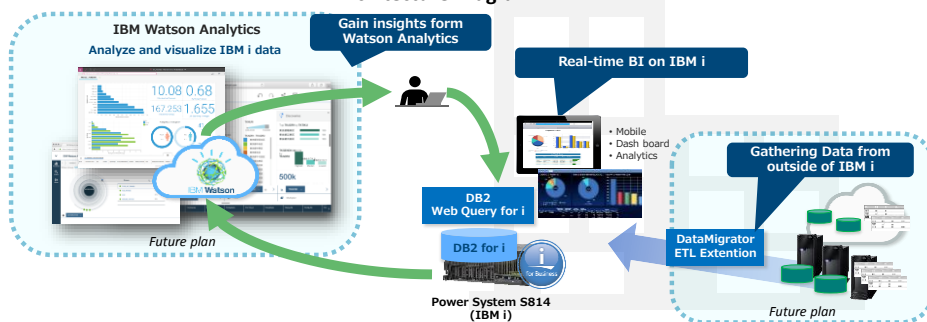 IBM Watson Analytics
Analyze and visualize IBM i data
Gain insights form
Watson Analytics
10.08 0.68
167.253 1.655
500k
IBM Watson
Future plan
Real-time BI on IBM i
• Mobile
• Dash board
• Analytics
DB2
Web Query for i
DB2 for i
i
for Business
Power System S814
(IBM i)
Gathering Data from
outside of IBM i
DataMigrator
ETL Extention
Future plan